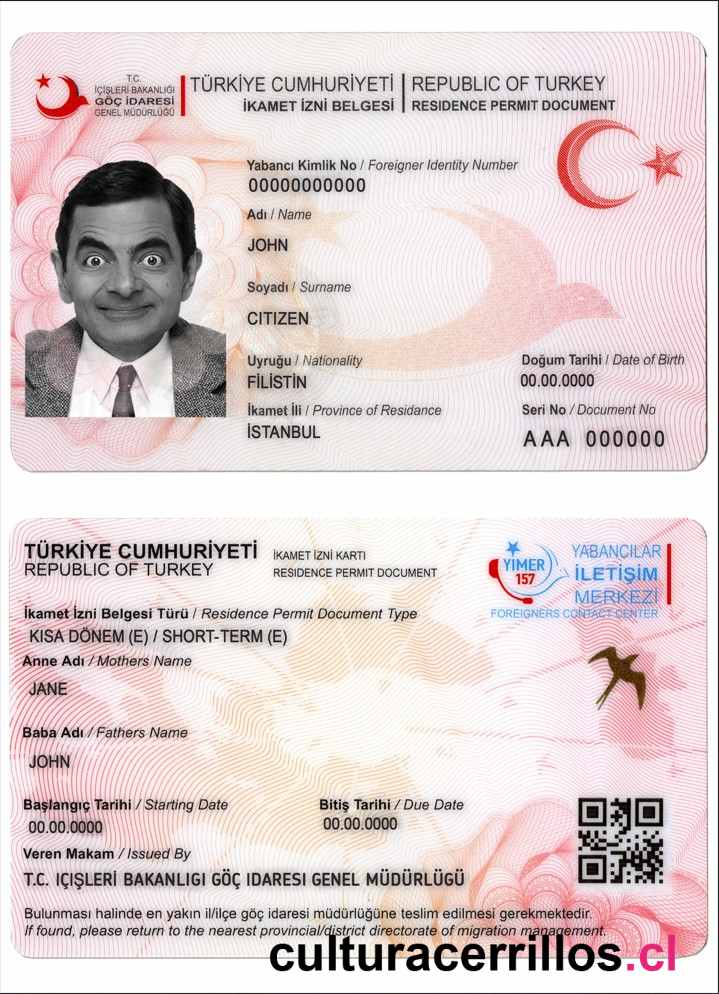 T.C.
İÇİŞLERİ BAKANLIĞI
GÖÇ İDARESİ
GENEL MÜDÜRLÜĞÜ
TÜRKİYE CUMHURİYETİ | REPUBLIC OF TURKEY
İKAMET İZNİ BELGESİ | RESIDENCE PERMIT DOCUMENT
Yabancı Kimlik No / Foreigner Identity Number
00000000000
Adı / Name
JOHN
Soyadı / Surname
CITIZEN
Uyruğu / Nationality
FİLİSTİN
Doğum Tarihi / Date of Birth
00.00.0000
İkamet İli / Province of Residance
İSTANBUL
Seri No / Document No
AAA 000000
TÜRKİYE CUMHURİYETİ
REPUBLIC OF TURKEY
İKAMET İZNİ KARTI
RESIDENCE PERMIT DOCUMENT
YIMER
157
YABANCILAR
İLETİŞİM
MERKEZİ
FOREIGNERS CONTACT CENTER
İkamet İzni Belgesi Türü / Residence Permit Document Type
KISA DÖNEM (E) / SHORT-TERM (E)
Anne Adı / Mothers Name
JANE
Baba Adı / Fathers Name
JOHN
Başlangıç Tarihi / Starting Date
00.00.0000
Bitiş Tarihi / Due Date
00.00.0000
Veren Makam / Issued By
T.C. IÇIŞLERİ BAKANLIGI GÖÇ IDARESI GENEL MÜDÜRLÜGÜ
Bulunması halinde en yakın il/ilçe göç idaresi müdürlüğüne teslim edilmesi gerekmektedir.
If found, please return to the nearest provincial/district directorate of migration management.
culturacerrillos.cl